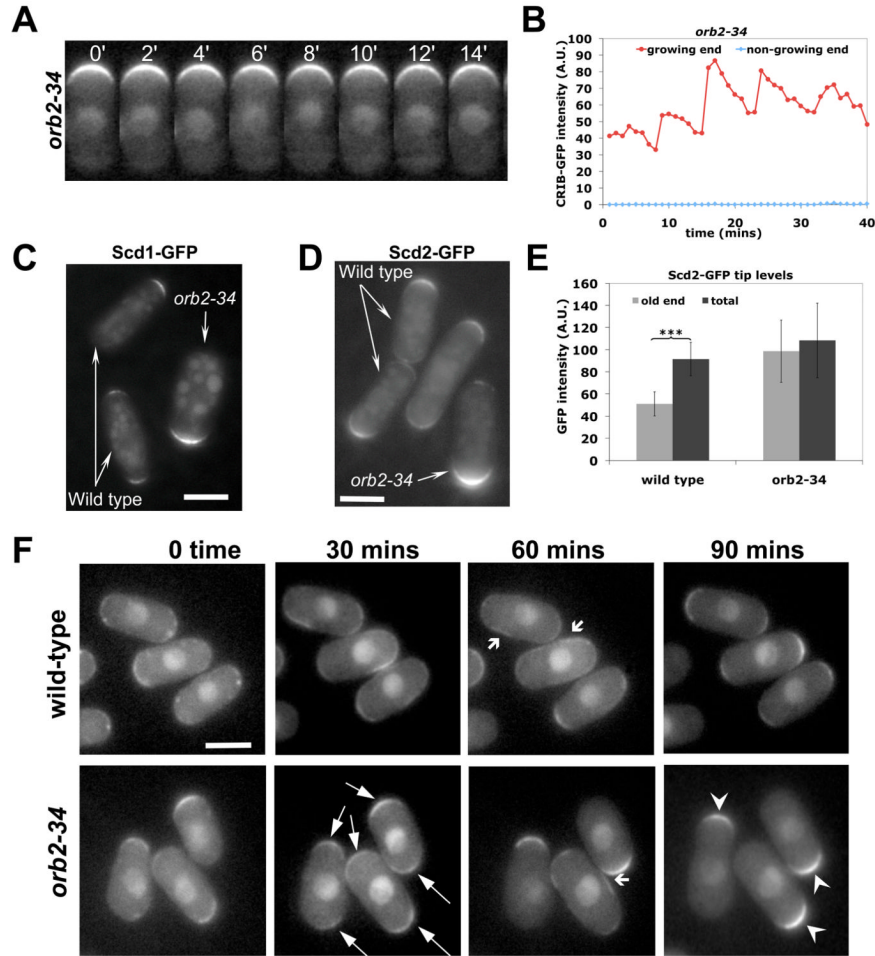 A
orb2-34
0' 2' 4' 6' 8' 10' 12' 14'
B
orb2-34
growing end non-growing end
CRIB-GFP intensity (A.U.)
100
90
80
70
60
50
40
30
20
10
0
0 10 20 30 40
time (mins)
C
Scd1-GFP
orb2-34
Wild type
D
Scd2-GFP
Wild type
orb2-34
E
Scd2-GFP tip levels
old end total
GFP intensity (A.U.)
160
140
120
100
80
60
40
20
0
***
wild type orb2-34
F
0 time 30 mins 60 mins 90 mins
wild-type
orb2-34